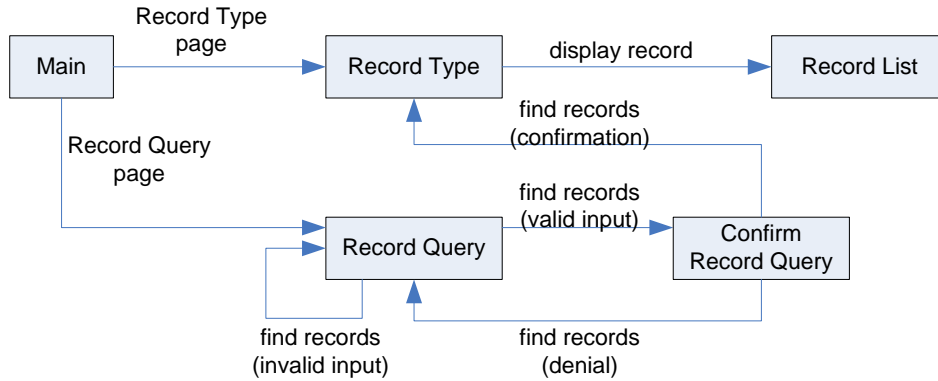 Record Type
page
Main
Record Type
display record
Record List
find records
(confirmation)
Record Query
page
find records
(valid input)
Record Query
Confirm
Record Query
find records
(invalid input)
find records
(denial)